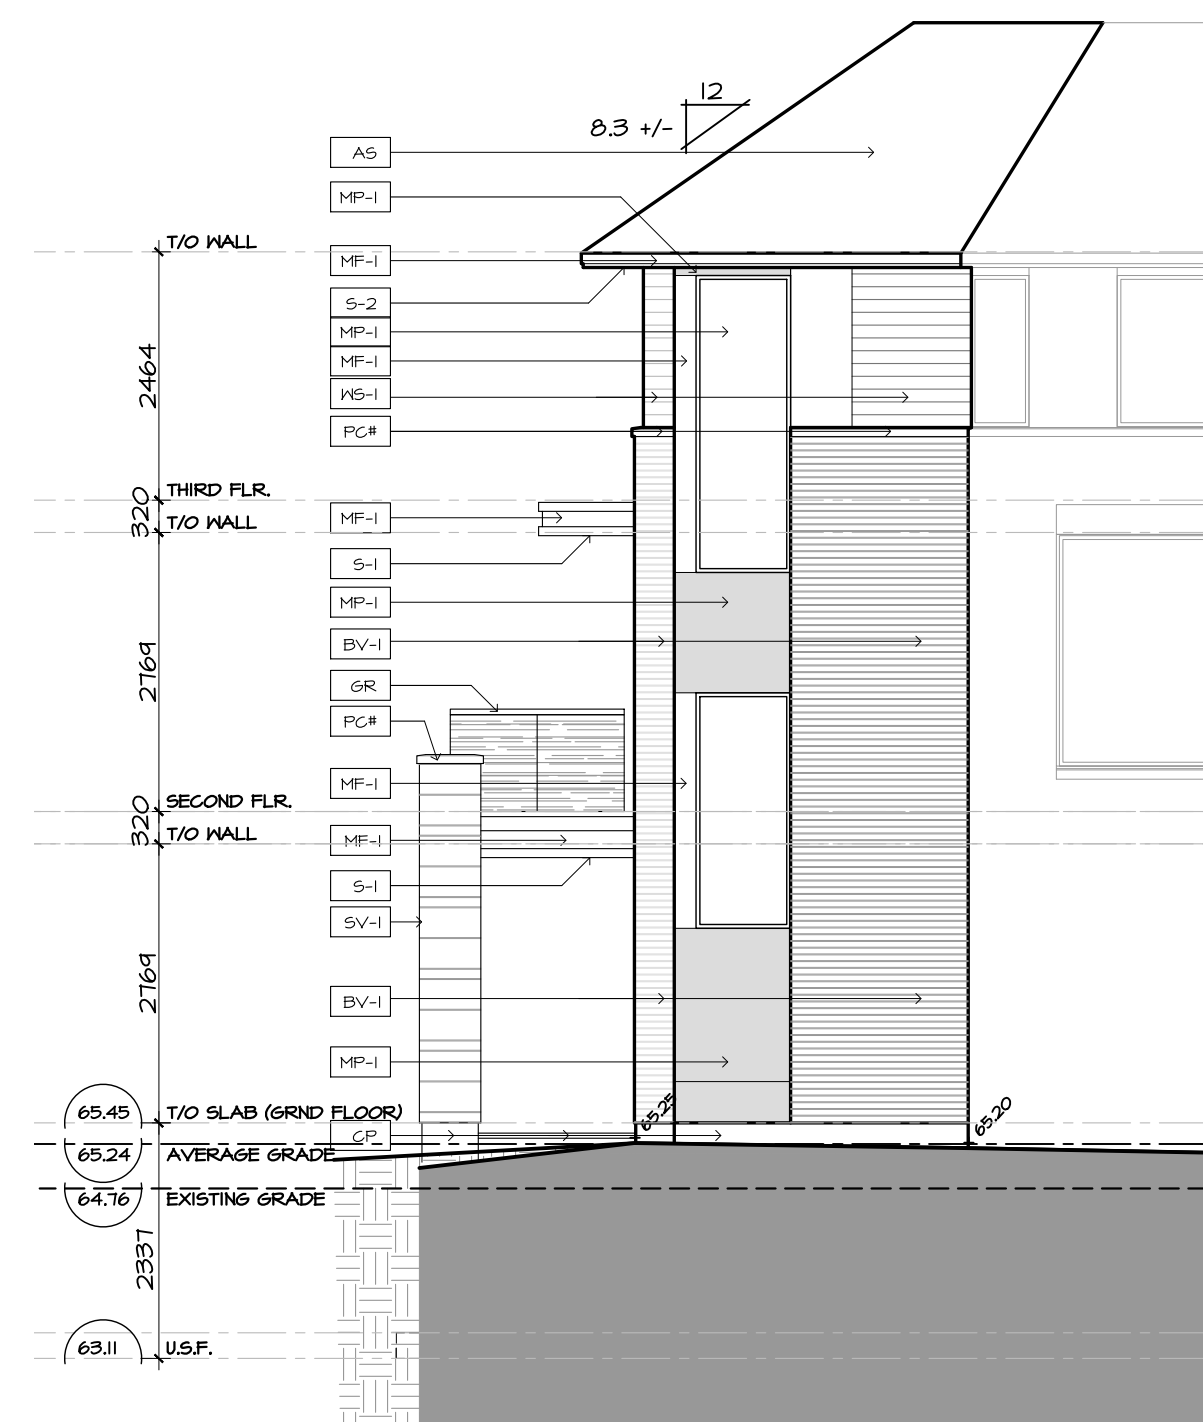 12
8.3 +/-
AS
MP-1
T/O WALL
MF-1
S-2
MP-1
MF-1
2464
WS-1
PC#
THIRD FLR.
320
MF-1
T/O WALL
S-1
MP-1
BV-1
2769
GR
PC#
MF-1
SECOND FLR.
320
T/O WALL
MF-1
S-1
SV-1
2769
BV-1
MP-1
65.45
T/O SLAB (GRND FLOOR)
65.25
65.20
CP
65.24
AVERAGE GRADE
64.76
EXISTING GRADE
2337
63.11
U.S.F.